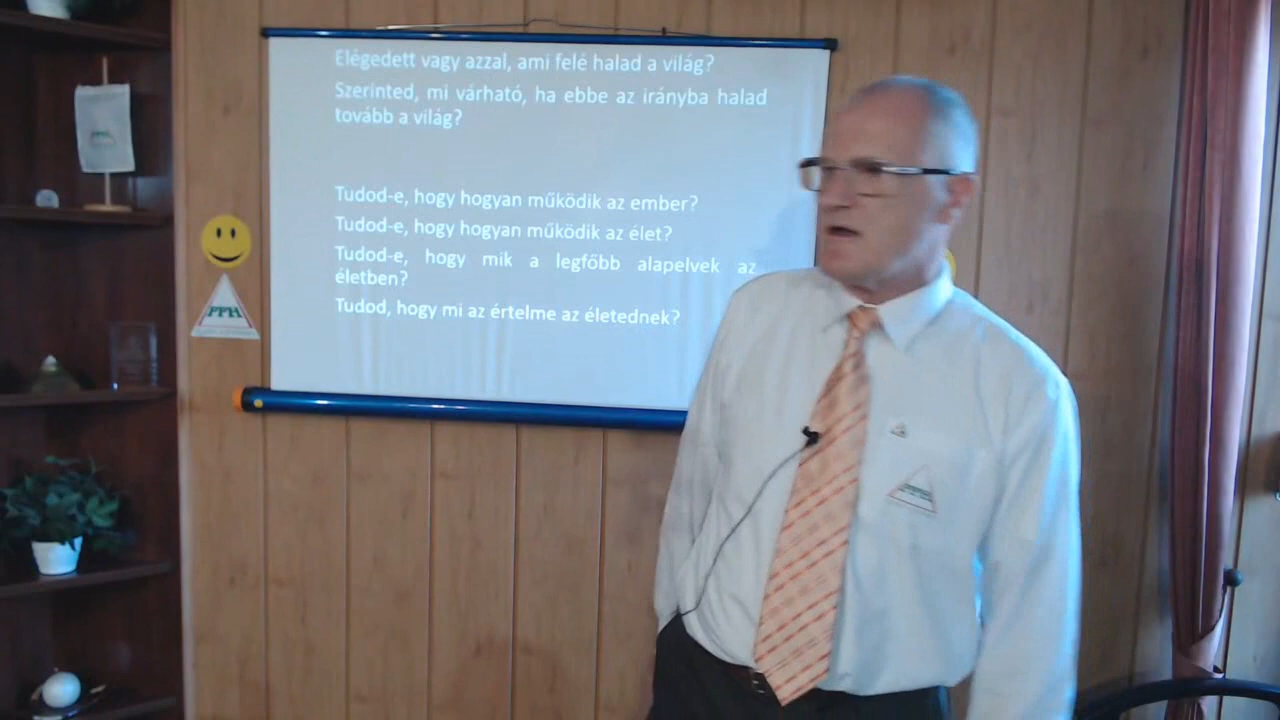 Elégedett vagy azzal, ami felé halad a világ?
Szerinted, mi várható, ha ebbe az irányba halad
tovább a világ?
Tudod-e, hogy hogyan működik az ember?
Tudod-e, hogy hogyan működik az élet?
Tudod-e, hogy mik a legfőbb alapelvek az
életben?
Tudod, hogy mi az értelme az életednek?
PPH